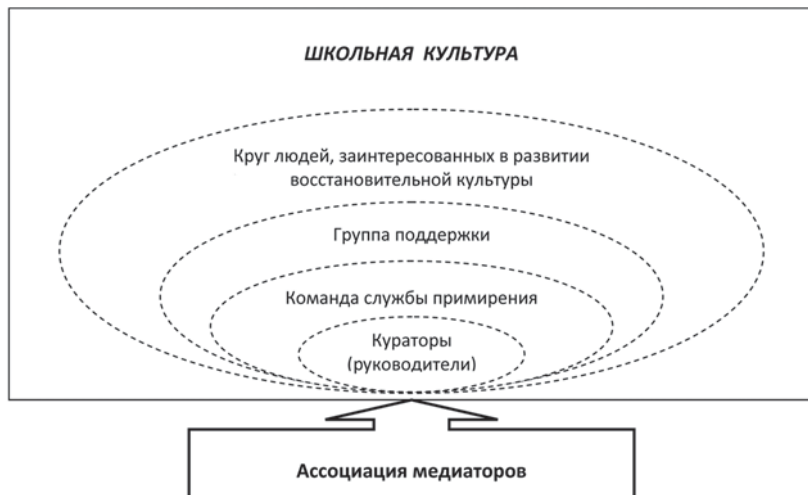 ШКОЛЬНАЯ КУЛЬТУРА
Круг людей, заинтересованных в развитии
восстановительной культуры
Группа поддержки
Команда службы примирения
Кураторы
(руководители)
Ассоциация медиаторов